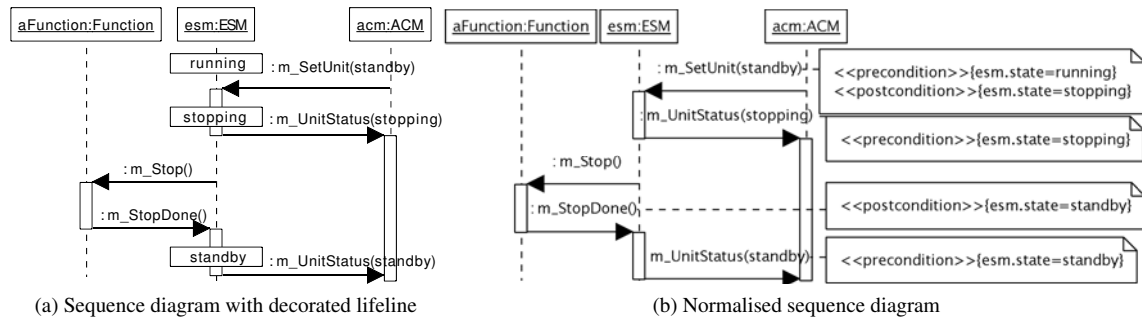 aFunction:Function
esm:ESM
acm:ACM
running
: m_SetUnit(standby)
stopping
: m_UnitStatus(stopping)
: m_Stop()
: m_StopDone()
standby
: m_UnitStatus(standby)
(a) Sequence diagram with decorated lifeline
aFunction:Function
esm:ESM
acm:ACM
: m_SetUnit(standby)
<<precondition>>{esm.state=running}
<<postcondition>>{esm.state=stopping}
: m_UnitStatus(stopping)
<<precondition>>{esm.state=stopping}
: m_Stop()
: m_StopDone()
<<postcondition>>{esm.state=standby}
m_UnitStatus(standby)
<<precondition>>{esm.state=standby}
(b) Normalised sequence diagram